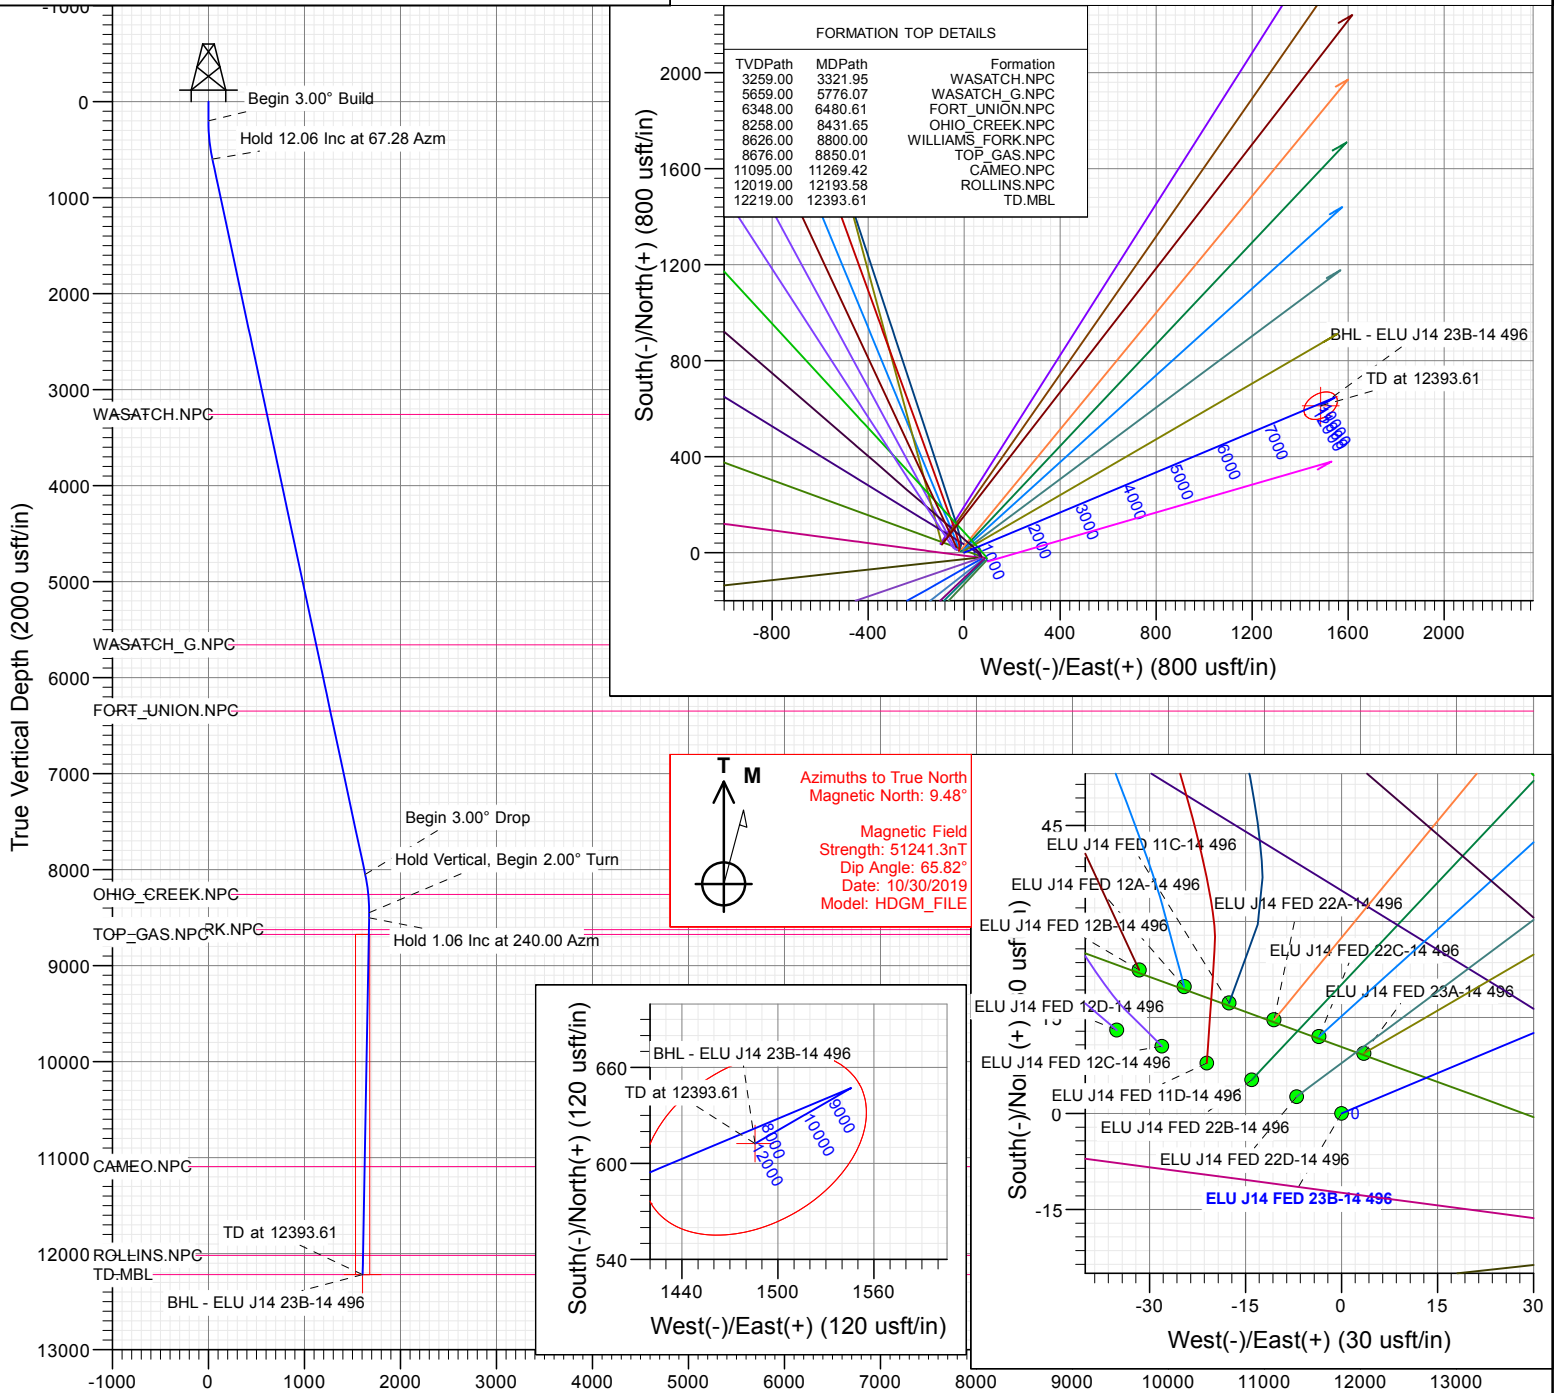 -1000
0
1000
2000
3000
4000
5000
6000
7000
8000
9000
10000
11000
12000
13000
True Vertical Depth (2000 usft/in)
Begin 3.00° Build
Hold 12.06 Inc at 67.28 Azm
WASATCH.NPC
WASATCH_G.NPC
FORT_UNION.NPC
Begin 3.00° Drop
Hold Vertical, Begin 2.00° Turn
OHIO_CREEK.NPC
RK.NPC
TOP_GAS.NPC
Hold 1.06 Inc at 240.00 Azm
CAMEO.NPC
TD at 12393.61
ROLLINS.NPC
TD.MBL
BHL - ELU J14 23B-14 496
-1000 0 1000 2000 3000 4000 5000 6000 7000 8000 9000 10000 11000 12000 13000
FORMATION TOP DETAILS
TVDPath MDPath Formation
3259.00 3321.95 WASATCH.NPC
5659.00 5776.07 WASATCH_G.NPC
6348.00 6480.61 FORT_UNION.NPC
8258.00 8431.65 OHIO_CREEK.NPC
8626.00 8800.00 WILLIAMS_FORK.NPC
8676.00 8850.01 TOP_GAS.NPC
11095.00 11269.42 CAMEO.NPC
12019.00 12193.58 ROLLINS.NPC
12219.00 12393.61 TD.MBL
South(-)/North(+) (800 usft/in)
2000
1600
1200
800
400
0
BHL - ELU J14 23B-14 496
TD at 12393.61
1000
2000
3000
4000
5000
6000
7000
-800 -400 0 400 800 1200 1600 2000
West(-)/East(+) (800 usft/in)
T M
Azimuths to True North
Magnetic North: 9.48°
Magnetic Field
Strength: 51241.3nT
Dip Angle: 65.82°
Date: 10/30/2019
Model: HDGM_FILE
South(-)/North(+) (120 usft/in)
660
600
540
BHL - ELU J14 23B-14 496
TD at 12393.61
8000
9000
10000
12000
1440 1500 1560
West(-)/East(+) (120 usft/in)
45
0
-15
ELU J14 FED 11C-14 496
ELU J14 FED 12A-14 496
ELU J14 FED 22A-14 496
ELU J14 FED 12B-14 496
ELU J14 FED 22C-14 496
ELU J14 FED 23A-14 496
ELU J14 FED 12D-14 496
ELU J14 FED 12C-14 496
ELU J14 FED 11D-14 496
0
ELU J14 FED 22B-14 496
ELU J14 FED 22D-14 496
ELU J14 FED 23B-14 496
-30 -15 0 15 30
West(-)/East(+) (30 usft/in)